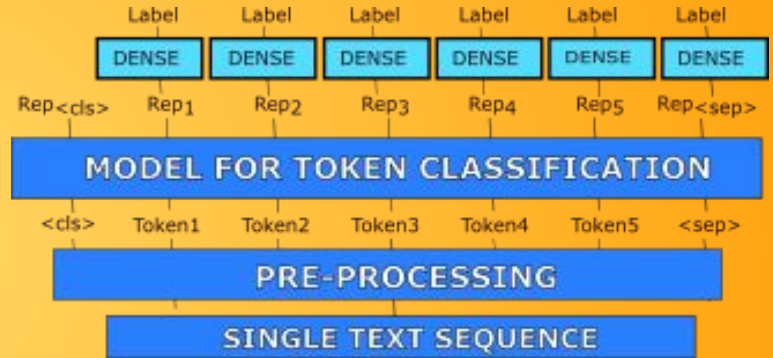 Label Label Label Label Label Label
DENSE DENSE DENSE DENSE DENSE DENSE
Rep<cls> Rep1 Rep2 Rep3 Rep4 Rep5 Rep<sep>
MODEL FOR TOKEN CLASSIFICATION
<cls> Token1 Token2 Token3 Token4 Token5 <sep>
PRE-PROCESSING
SINGLE TEXT SEQUENCE